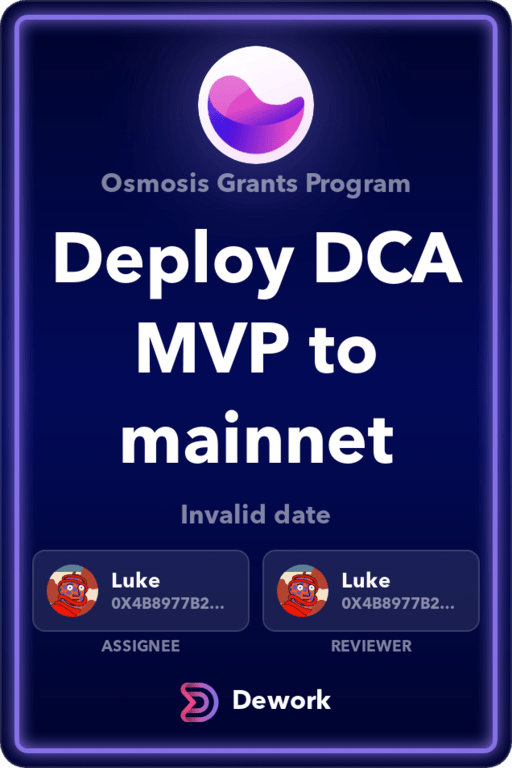 Osmosis Grants Program
Deploy DCA
MVP to
mainnet
Invalid date
Luke
0X4B8977B2...
ASSIGNEE
Luke
0X4B8977B2...
REVIEWER
Dework